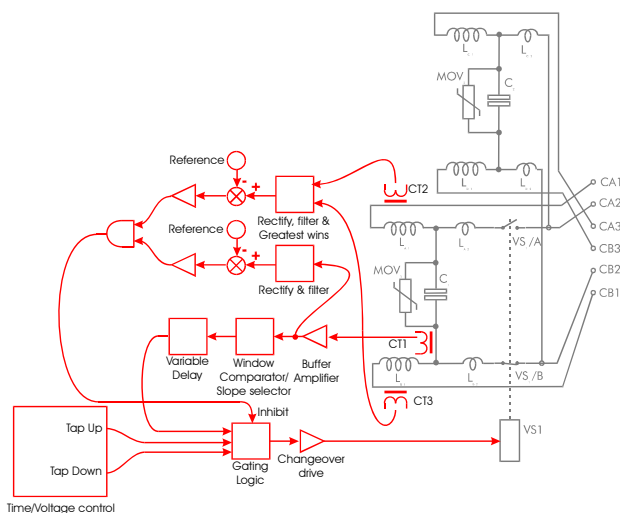 L
MOV
C
L
L
Reference
CT2
Rectify, filter &
Greatest wins
Reference
Rectify & filter
L
L
VS /A
MOV
C
CT1
Variable
Delay
Window
Comparator/
Slope selector
Buffer
Amplifier
L
L
VS /B
CT3
CA1
CA2
CA3
CB3
CB2
CB1
Inhibit
Tap Up
Tap Down
Gating
Logic
Changeover
drive
VS1
Time/Voltage control
L
+
-
+
-